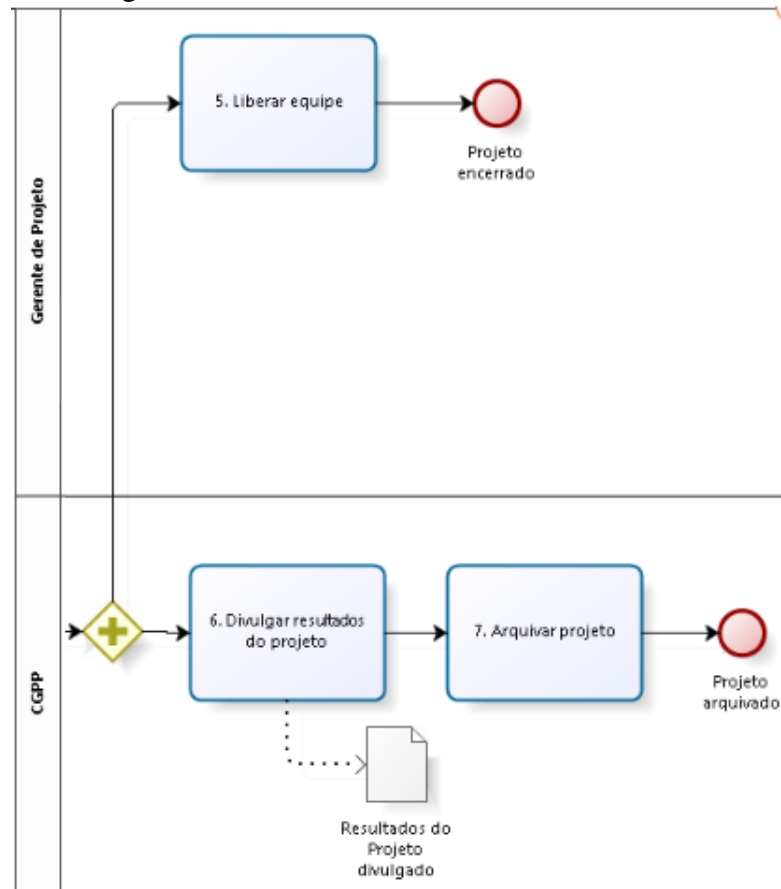 Gerente de Projeto
5. Liberar equipe
Projeto
encerrado
CGPP
6. Divulgar resultados
do projeto
7. Arquivar projeto
Projeto
arquivado
Resultados do
Projeto
divulgado